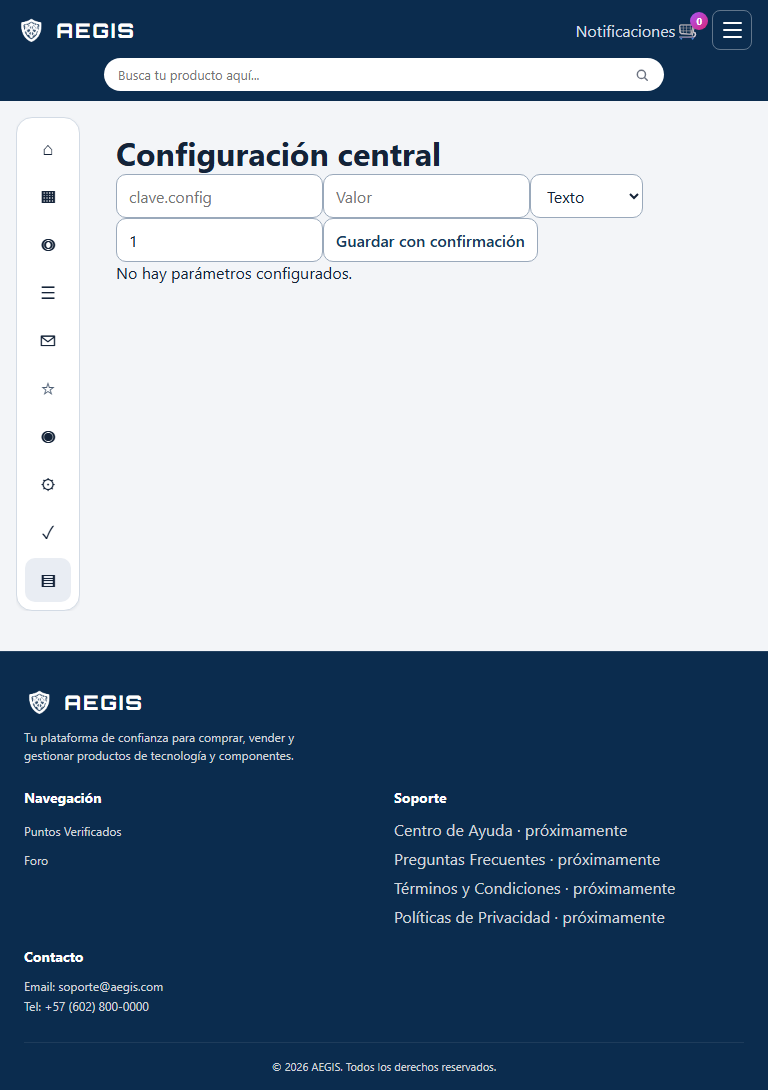 AEGIS
Notificaciones
0
Busca tu producto aquí...
Configuración central
clave.config
Valor
Texto
1
Guardar con confirmación
No hay parámetros configurados.
AEGIS
Tu plataforma de confianza para comprar, vender y
gestionar productos de tecnología y componentes.
Navegación
Puntos Verificados
Foro
Soporte
Centro de Ayuda · próximamente
Preguntas Frecuentes · próximamente
Términos y Condiciones · próximamente
Políticas de Privacidad · próximamente
Contacto
Email: soporte@aegis.com
Tel: +57 (602) 800-0000
© 2026 AEGIS. Todos los derechos reservados.